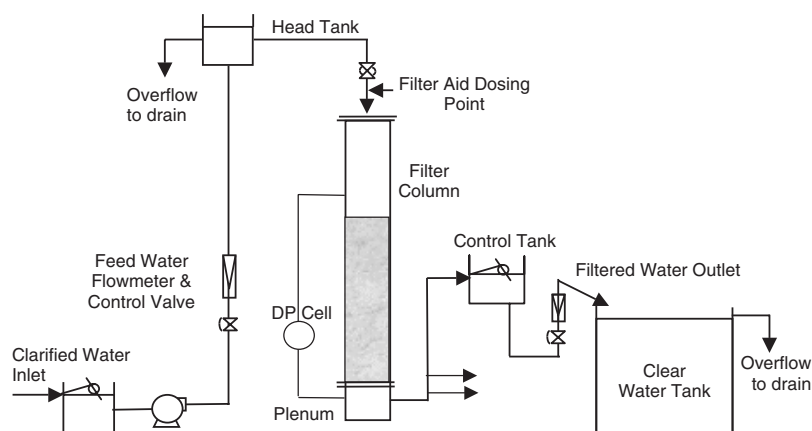 Head Tank
Overflow
to drain
Filter Aid Dosing
Point
Filter
Column
Control Tank
Feed Water
Flowmeter &
Control Valve
Filtered Water Outlet
DP Cell
Clarified Water
Inlet
Clear
Water Tank
Overflow
to drain
Plenum